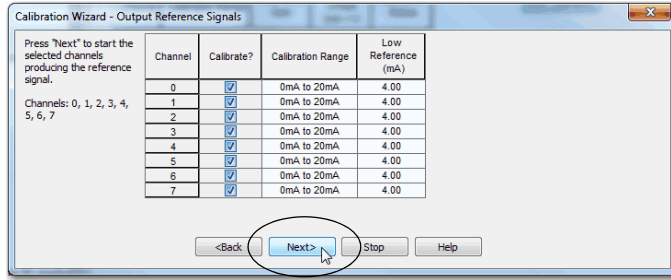 Calibration Wizard - Output Reference Signals
Press "Next" to start the
selected channels
producing the reference
signal.
Channels: 0, 1, 2, 3, 4,
5, 6, 7
Channel Calibrate? Calibration Range Low Reference (mA)
0 0mA to 20mA 4.00
1 0mA to 20mA 4.00
2 0mA to 20mA 4.00
3 0mA to 20mA 4.00
4 0mA to 20mA 4.00
5 0mA to 20mA 4.00
6 0mA to 20mA 4.00
7 0mA to 20mA 4.00
<Back Next> Stop Help